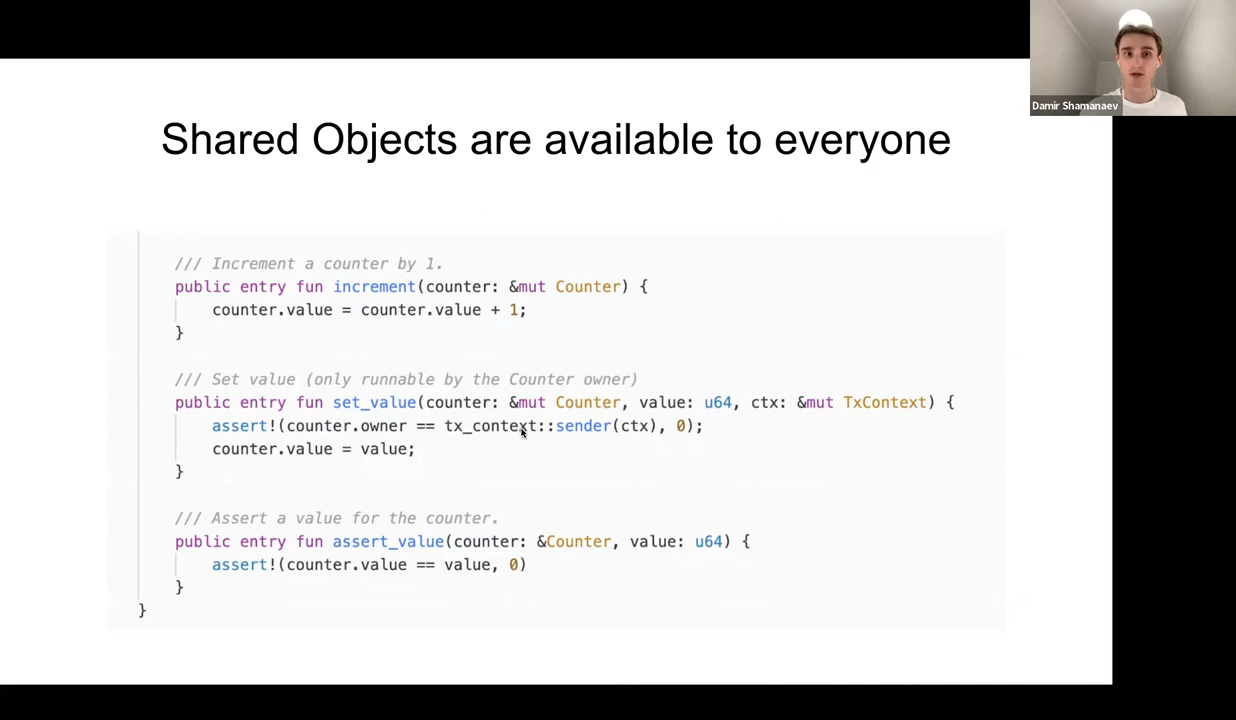 Damir Shamanaev
Shared Objects are available to everyone
/// Increment a counter by 1.
public entry fun increment(counter: &mut Counter) {
counter.value = counter.value + 1;
}
/// Set value (only runnable by the Counter owner)
public entry fun set_value(counter: &mut Counter, value: u64, ctx: &mut TxContext) {
assert!(counter.owner == tx_context::sender(ctx), 0);
counter.value = value;
}
/// Assert a value for the counter.
public entry fun assert_value(counter: &Counter, value: u64) {
assert!(counter.value == value, 0)
}
}